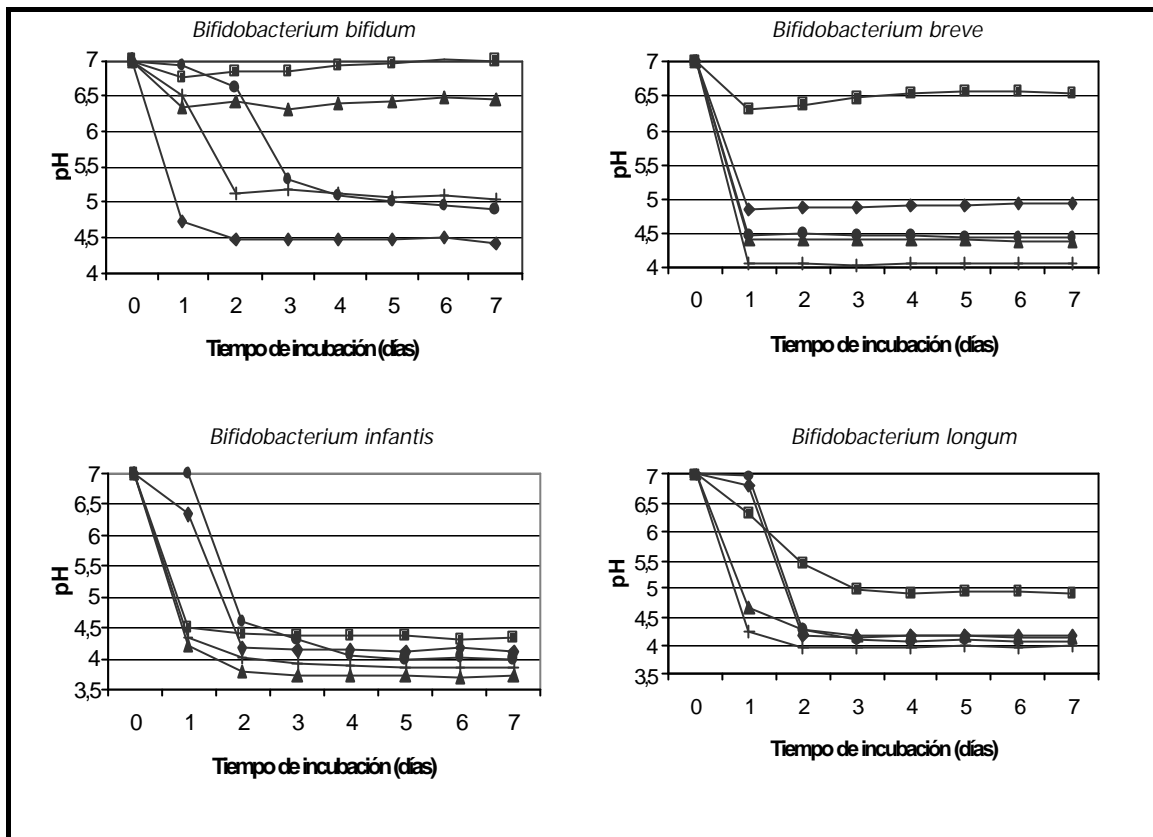 Bifidobacterium bifidum
7
6,5
6
5,5
5
4,5
4
pH
0 1 2 3 4 5 6 7
Tiempo de incubación (días)
Bifidobacterium breve
7
6,5
6
5,5
5
4,5
4
pH
0 1 2 3 4 5 6 7
Tiempo de incubación (días)
Bifidobacterium infantis
7
6,5
6
5,5
5
4,5
4
3,5
pH
0 1 2 3 4 5 6 7
Tiempo de incubación (días)
Bifidobacterium longum
7
6,5
6
5,5
5
4,5
4
3,5
pH
0 1 2 3 4 5 6 7
Tiempo de incubación (días)